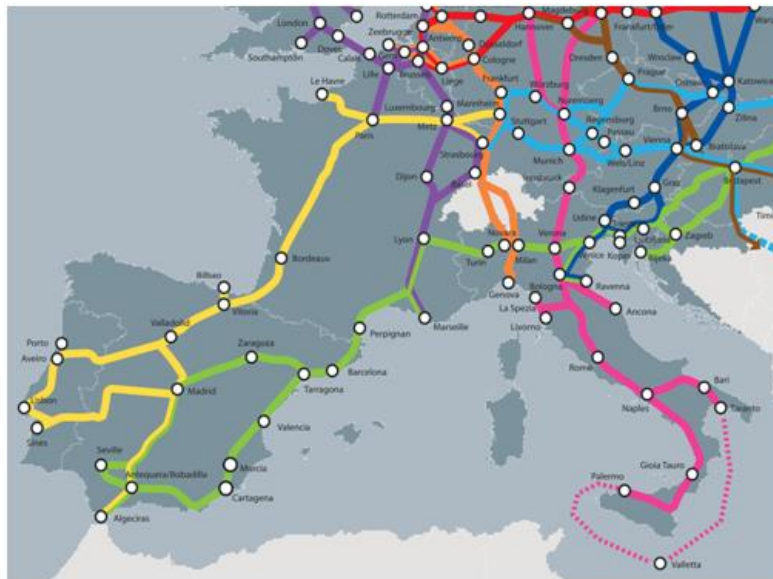 Rotterdam
Magdeburg
London
Zeebrugge
Hannover
Frankfurt/Oder
Antwerp
Düsseldorf
Southampton
Dover
Calais
Cologne
Dresden
Wroclaw
Lille
Brussels
Liege
Prague
Katowice
Le Havre
Frankfurt
Ostrava
Luxembourg
Mannheim
Würzburg
Nuremberg
Brno
Zilina
Paris
Metz
Stuttgart
Regensburg
Passau
Vienna
Strasbourg
Munich
Wels/Linz
Bratislava
Dijon
Basel
Innsbruck
Budapest
Klagenfurt
Graz
Udine
Lyon
Novara
Verona
Ljubljana
Zagreb
Bordeaux
Turin
Milan
Venice
Koper
Rijeka
Bilbao
Bologna
Ravenna
Genova
Vitoria
La Spezia
Ancona
Valladolid
Marseille
Livorno
Porto
Perpignan
Zaragoza
Aveiro
Rome
Barcelona
Madrid
Tarragona
Bari
Lisbon
Naples
Taranto
Valencia
Sines
Seville
Murcia
Gioia Tauro
Antequera/Bobadilla
Palermo
Cartagena
Algeciras
Valletta